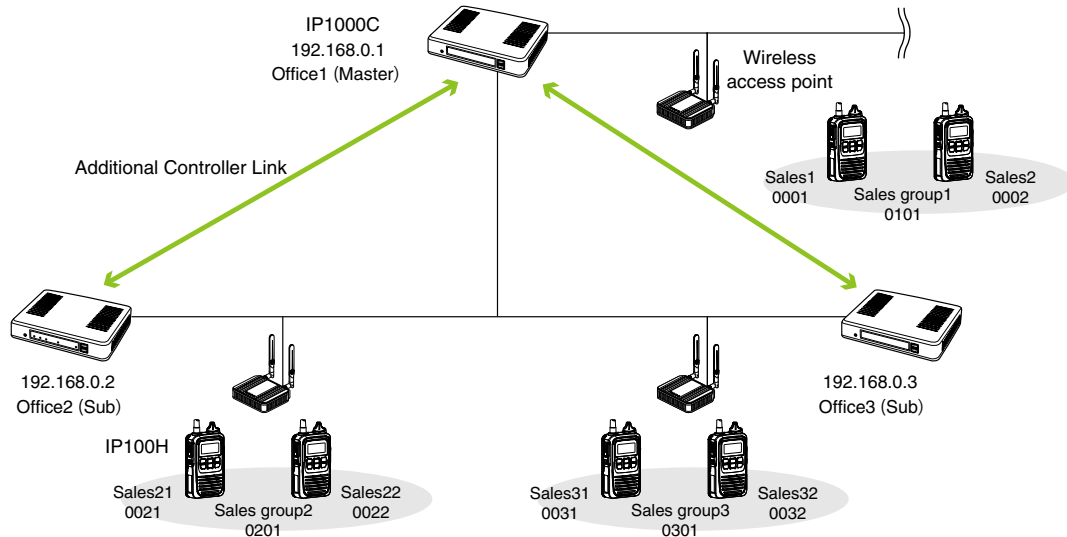 IP1000C
192.168.0.1
Office1 (Master)
Wireless
access point
Additional Controller Link
Sales1
0001
Sales group1
0101
Sales2
0002
192.168.0.2
Office2 (Sub)
192.168.0.3
Office3 (Sub)
IP100H
Sales21
0021
Sales group2
0201
Sales22
0022
Sales31
0031
Sales group3
0301
Sales32
0032